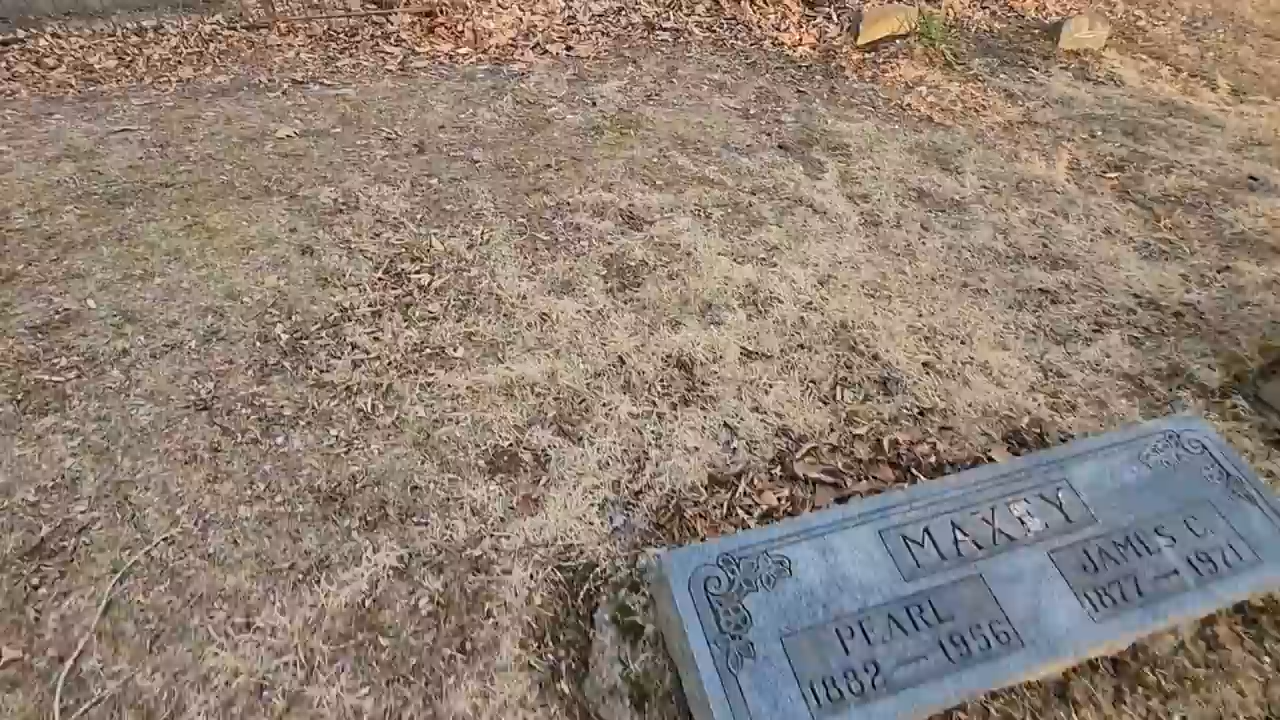 MAXEY
PEARL
1882 — 1956
JAMES C.
1877 — 1971